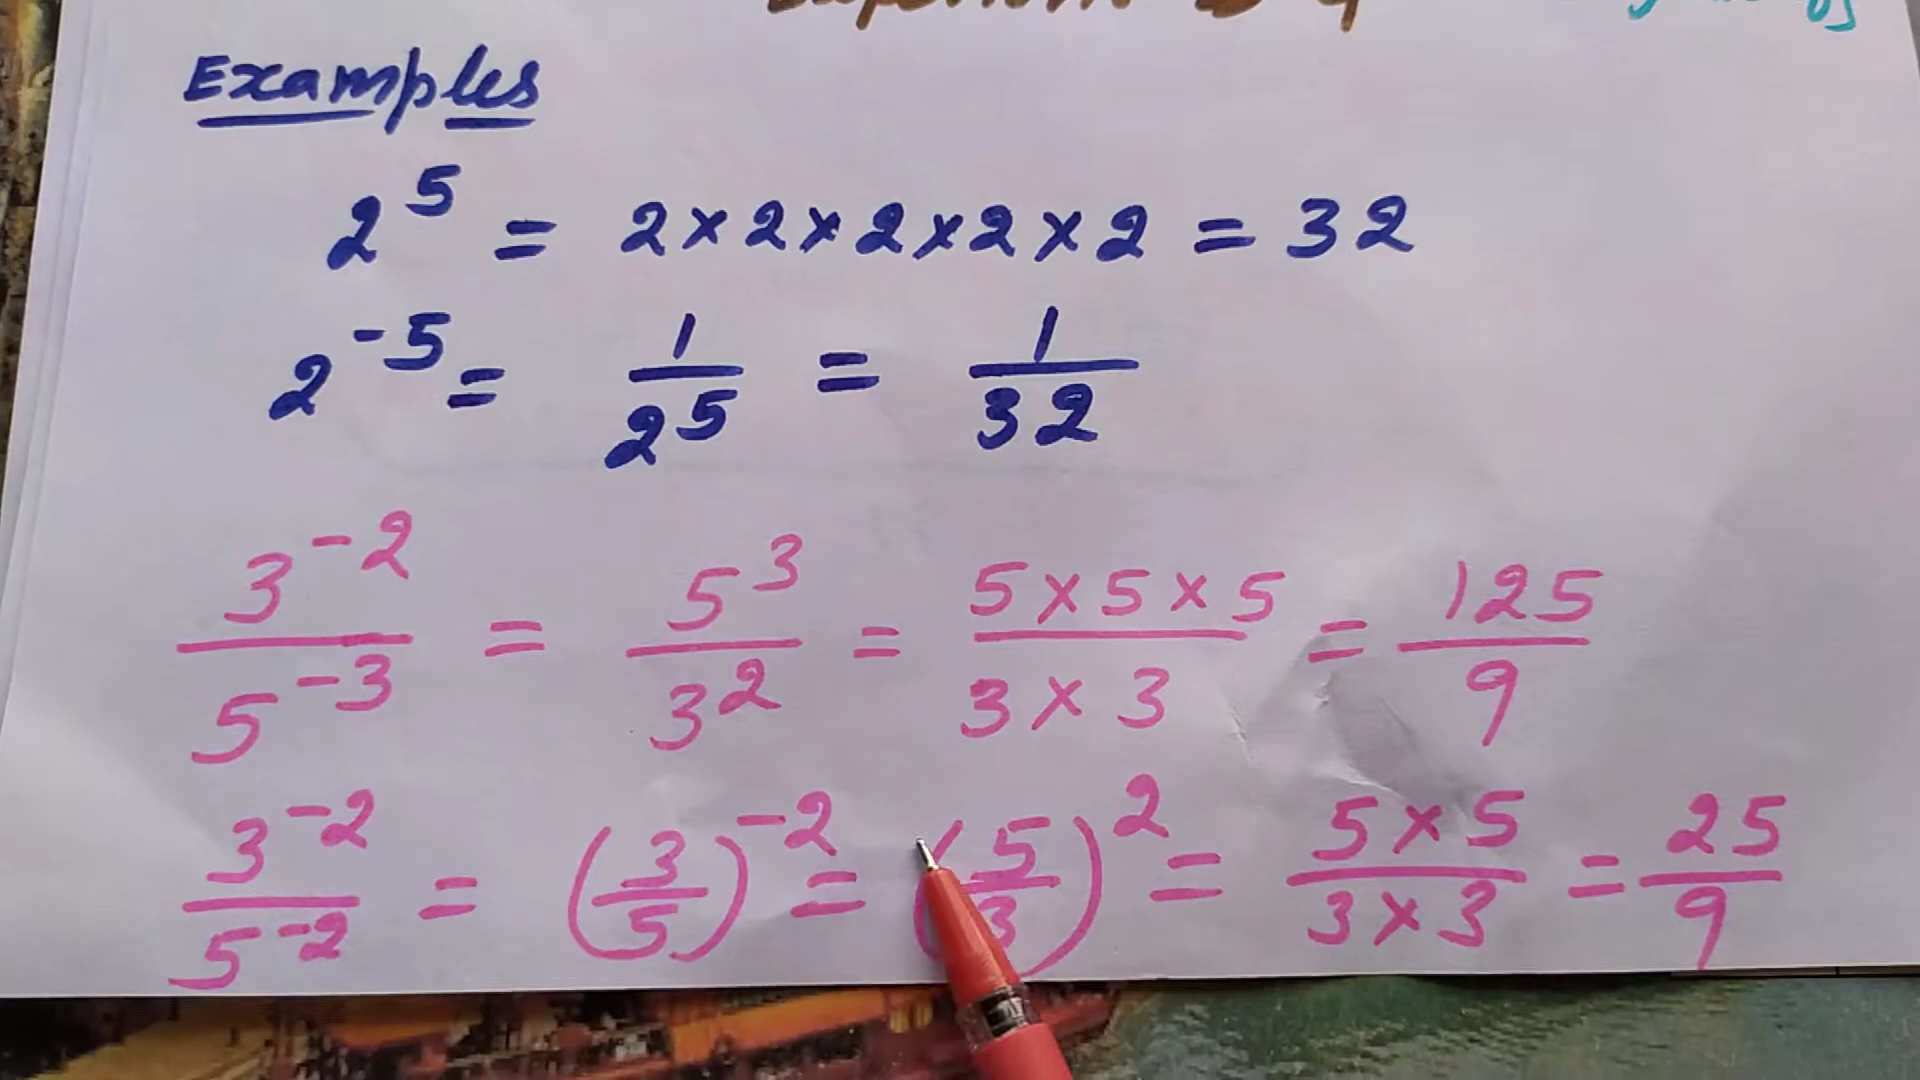 Examples
2^5 = 2×2×2×2×2 = 32
2^-5 = 1/2^5 = 1/32
3^-2/5^-3 = 5^3/3^2 = 5×5×5/3×3 = 125/9
3^-2/5^-2 = (3/5)^-2 = (5/3)^2 = 5×5/3×3 = 25/9